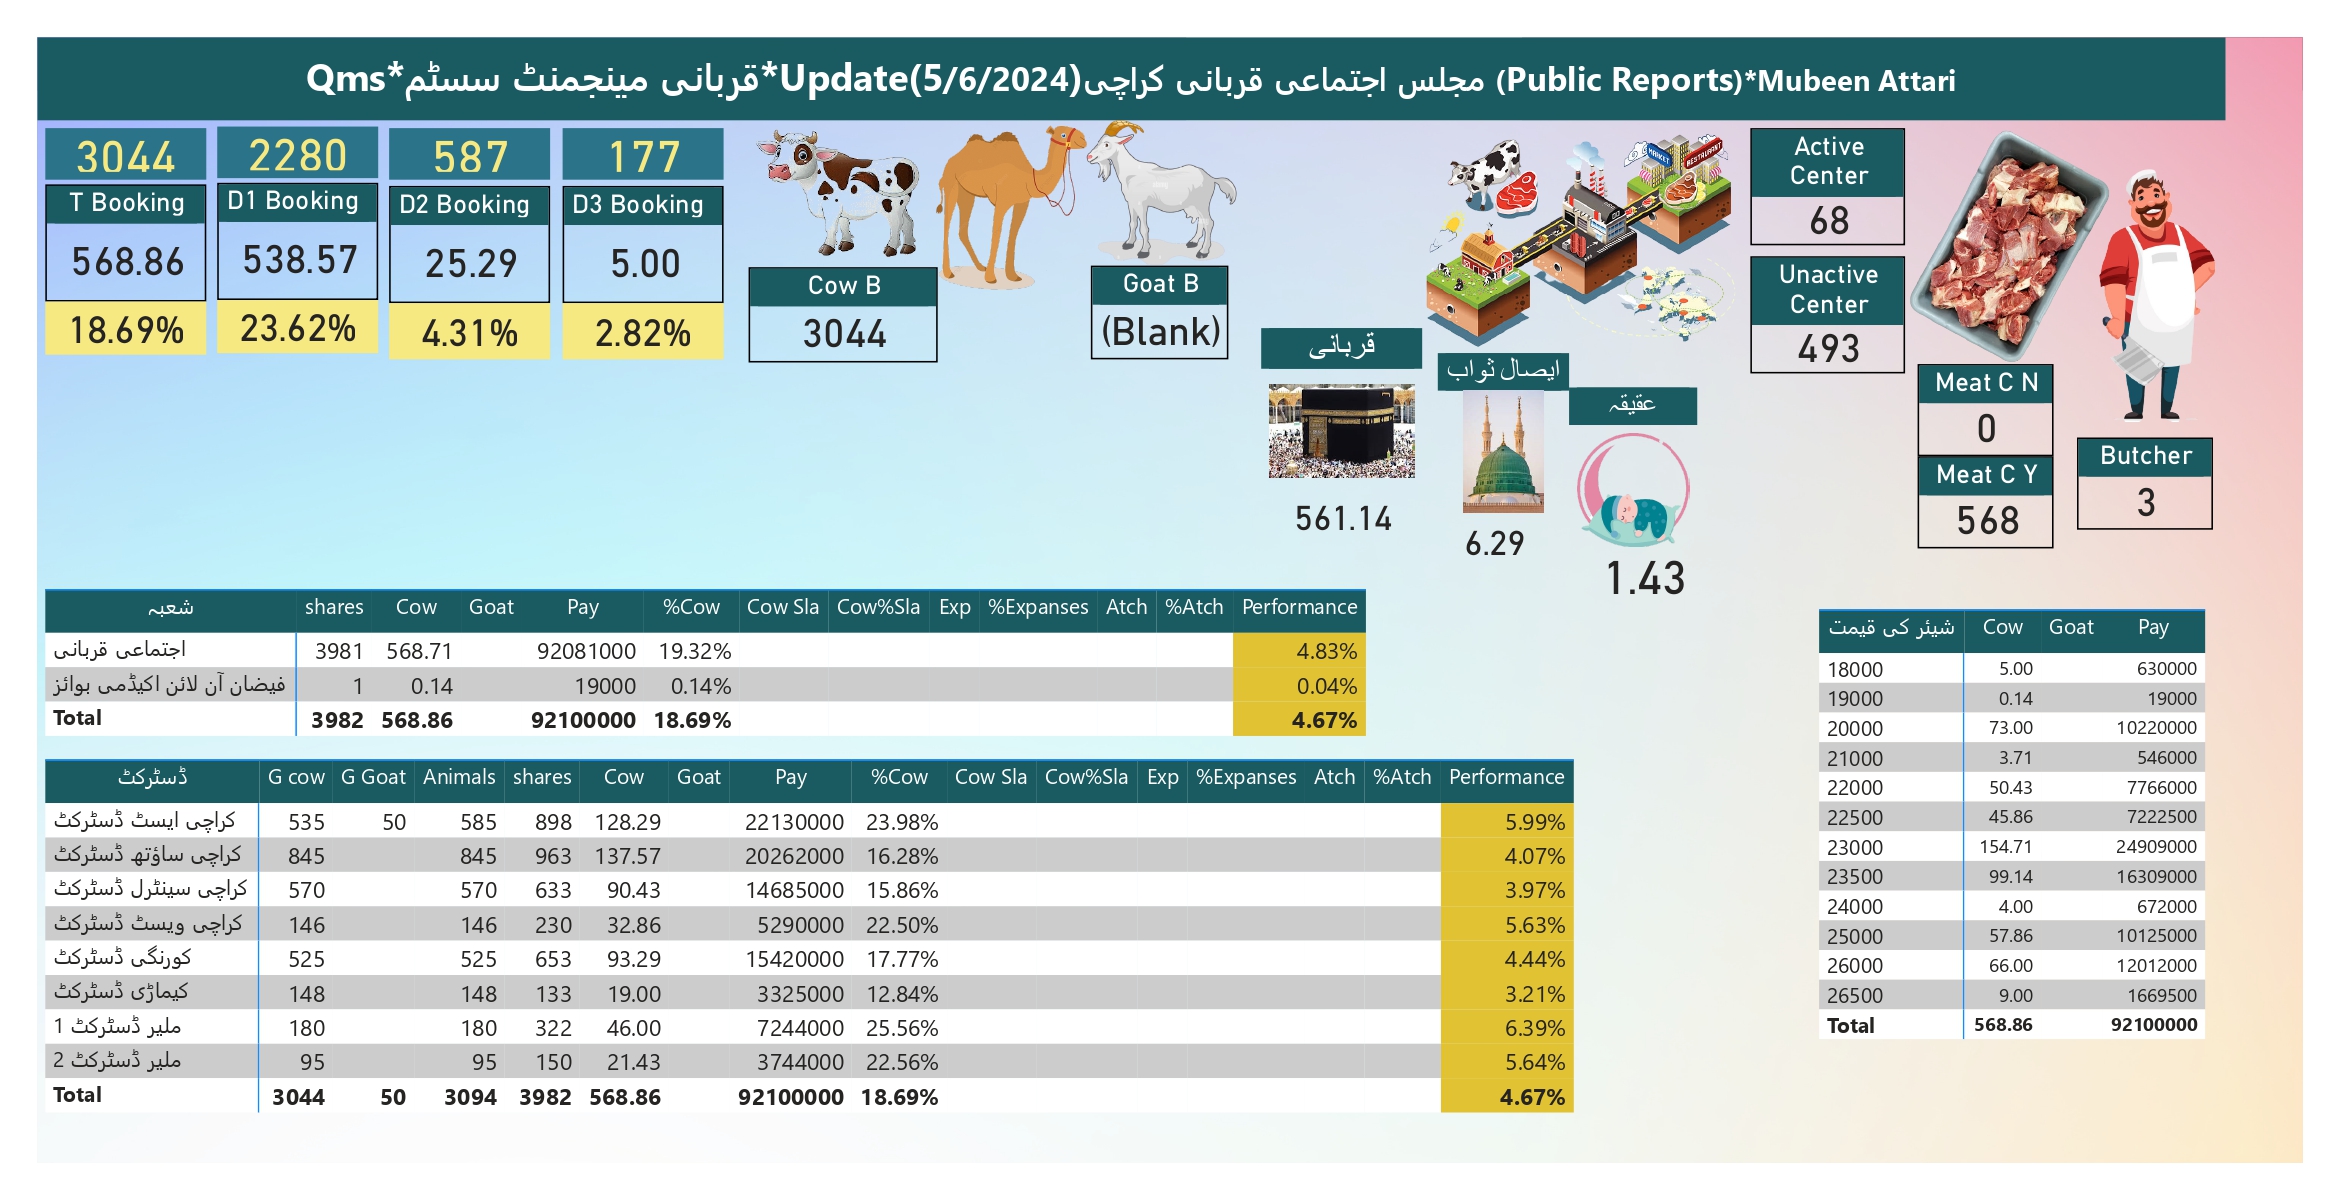 Qms*قربانی مینجمنٹ سسٹم*Update(5/6/2024)مجلس اجتماعی قربانی کراچی (Public Reports)*Mubeen Attari
3044
T Booking
568.86
18.69%
2280
D1 Booking
538.57
23.62%
587
D2 Booking
25.29
4.31%
177
D3 Booking
5.00
2.82%
Cow B
3044
Goat B
(Blank)
MARKET
RESTAURANT
قربانی
561.14
ایصال ثواب
6.29
عقیقہ
1.43
Active Center
68
Unactive Center
493
Meat C N
0
Meat C Y
568
Butcher
3
شعبہ shares Cow Goat Pay %Cow Cow Sla Cow%Sla Exp %Expanses Atch %Atch Performance
اجتماعی قربانی 3981 568.71 92081000 19.32% 4.83%
فیضان آن لائن اکیڈمی بوائز 1 0.14 19000 0.14% 0.04%
Total 3982 568.86 92100000 18.69% 4.67%
ڈسٹرکٹ G cow G Goat Animals shares Cow Goat Pay %Cow Cow Sla Cow%Sla Exp %Expanses Atch %Atch Performance
کراچی ایسٹ ڈسٹرکٹ 535 50 585 898 128.29 22130000 23.98% 5.99%
کراچی ساؤتھ ڈسٹرکٹ 845 845 963 137.57 20262000 16.28% 4.07%
کراچی سینٹرل ڈسٹرکٹ 570 570 633 90.43 14685000 15.86% 3.97%
کراچی ویسٹ ڈسٹرکٹ 146 146 230 32.86 5290000 22.50% 5.63%
کورنگی ڈسٹرکٹ 525 525 653 93.29 15420000 17.77% 4.44%
کیماڑی ڈسٹرکٹ 148 148 133 19.00 3325000 12.84% 3.21%
ملیر ڈسٹرکٹ 1 180 180 322 46.00 7244000 25.56% 6.39%
ملیر ڈسٹرکٹ 2 95 95 150 21.43 3744000 22.56% 5.64%
Total 3044 50 3094 3982 568.86 92100000 18.69% 4.67%
شیئر کی قیمت Cow Goat Pay
18000 5.00 630000
19000 0.14 19000
20000 73.00 10220000
21000 3.71 546000
22000 50.43 7766000
22500 45.86 7222500
23000 154.71 24909000
23500 99.14 16309000
24000 4.00 672000
25000 57.86 10125000
26000 66.00 12012000
26500 9.00 1669500
Total 568.86 92100000